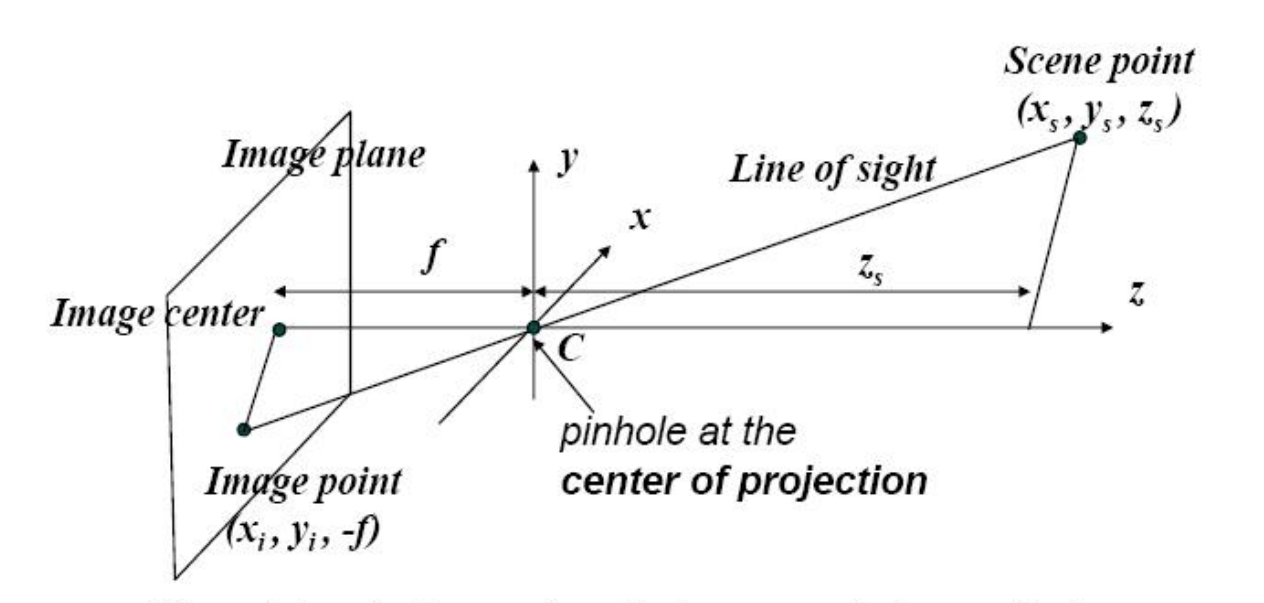 Scene point
(xs, ys, zs)
Image plane
y
Line of sight
x
f
zs
z
Image center
C
pinhole at the
center of projection
Image point
(xi, yi, -f)